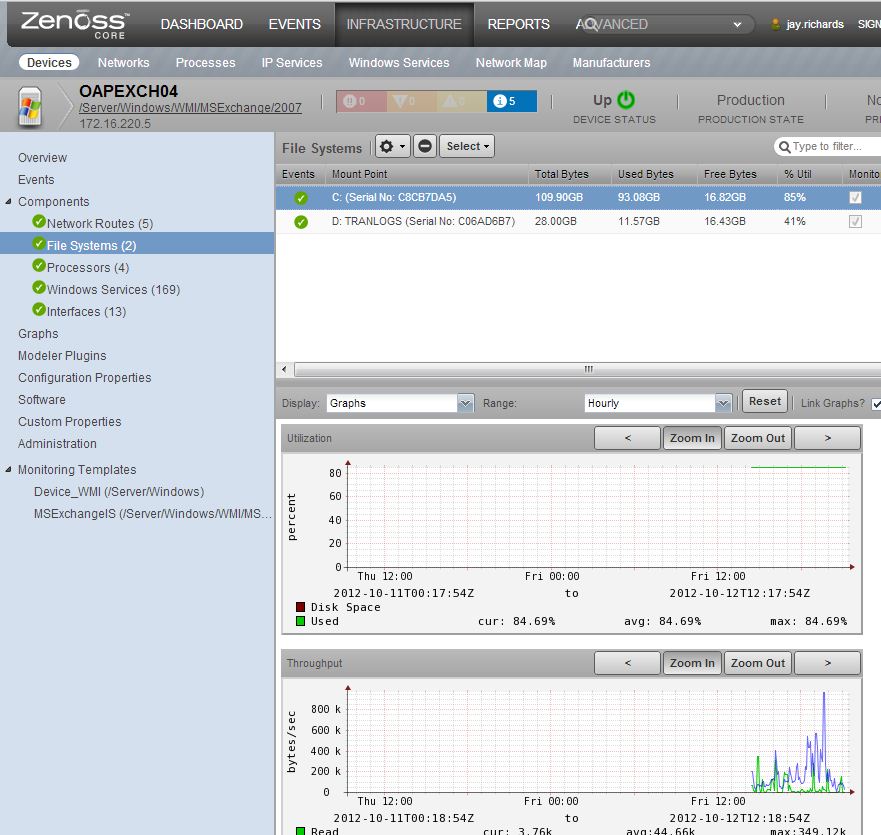 Zenoss CORE DASHBOARD EVENTS INFRASTRUCTURE REPORTS ADVANCED jay.richards SIGN
Devices Networks Processes IP Services Windows Services Network Map Manufacturers
OAPEXCH04
/Server/Windows/WMI/MSExchange/2007
172.16.220.5
0 0 0 5
Up
DEVICE STATUS
Production
PRODUCTION STATE
No
PRI
Overview
Events
Components
Network Routes (5)
File Systems (2)
Processors (4)
Windows Services (169)
Interfaces (13)
Graphs
Modeler Plugins
Configuration Properties
Software
Custom Properties
Administration
Monitoring Templates
Device_WMI (/Server/Windows)
MSExchangeIS (/Server/Windows/WMI/MS...
File Systems Select Type to filter...
Events Mount Point Total Bytes Used Bytes Free Bytes % Util Monito
C: (Serial No: C8CB7DA5) 109.90GB 93.08GB 16.82GB 85%
D: TRANLOGS (Serial No: C06AD6B7) 28.00GB 11.57GB 16.43GB 41%
Display: Graphs Range: Hourly Reset Link Graphs?
Utilization < Zoom In Zoom Out >
percent
80
60
40
20
0
Thu 12:00 Fri 00:00 Fri 12:00
2012-10-11T00:17:54Z to 2012-10-12T12:17:54Z
Disk Space
Used cur: 84.69% avg: 84.69% max: 84.69%
Throughput < Zoom In Zoom Out >
bytes/sec
800 k
600 k
400 k
200 k
0
Thu 12:00 Fri 00:00 Fri 12:00
2012-10-11T00:18:54Z to 2012-10-12T12:18:54Z
Read cur: 3.76k avg:44.66k max:349.12k